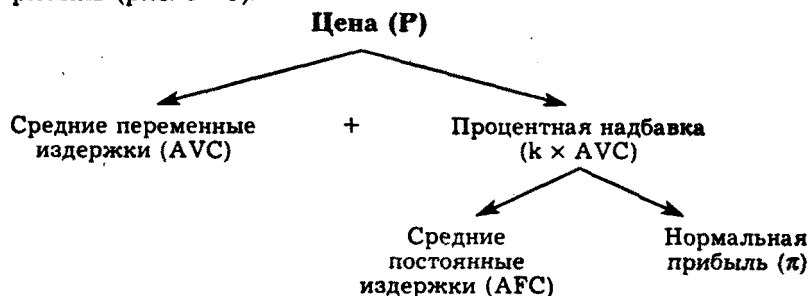 Цена (P)
Средние переменные + Процентная надбавка
издержки (AVC) (k × AVC)
Средние Нормальная
постоянные прибыль (π)
издержки (AFC)